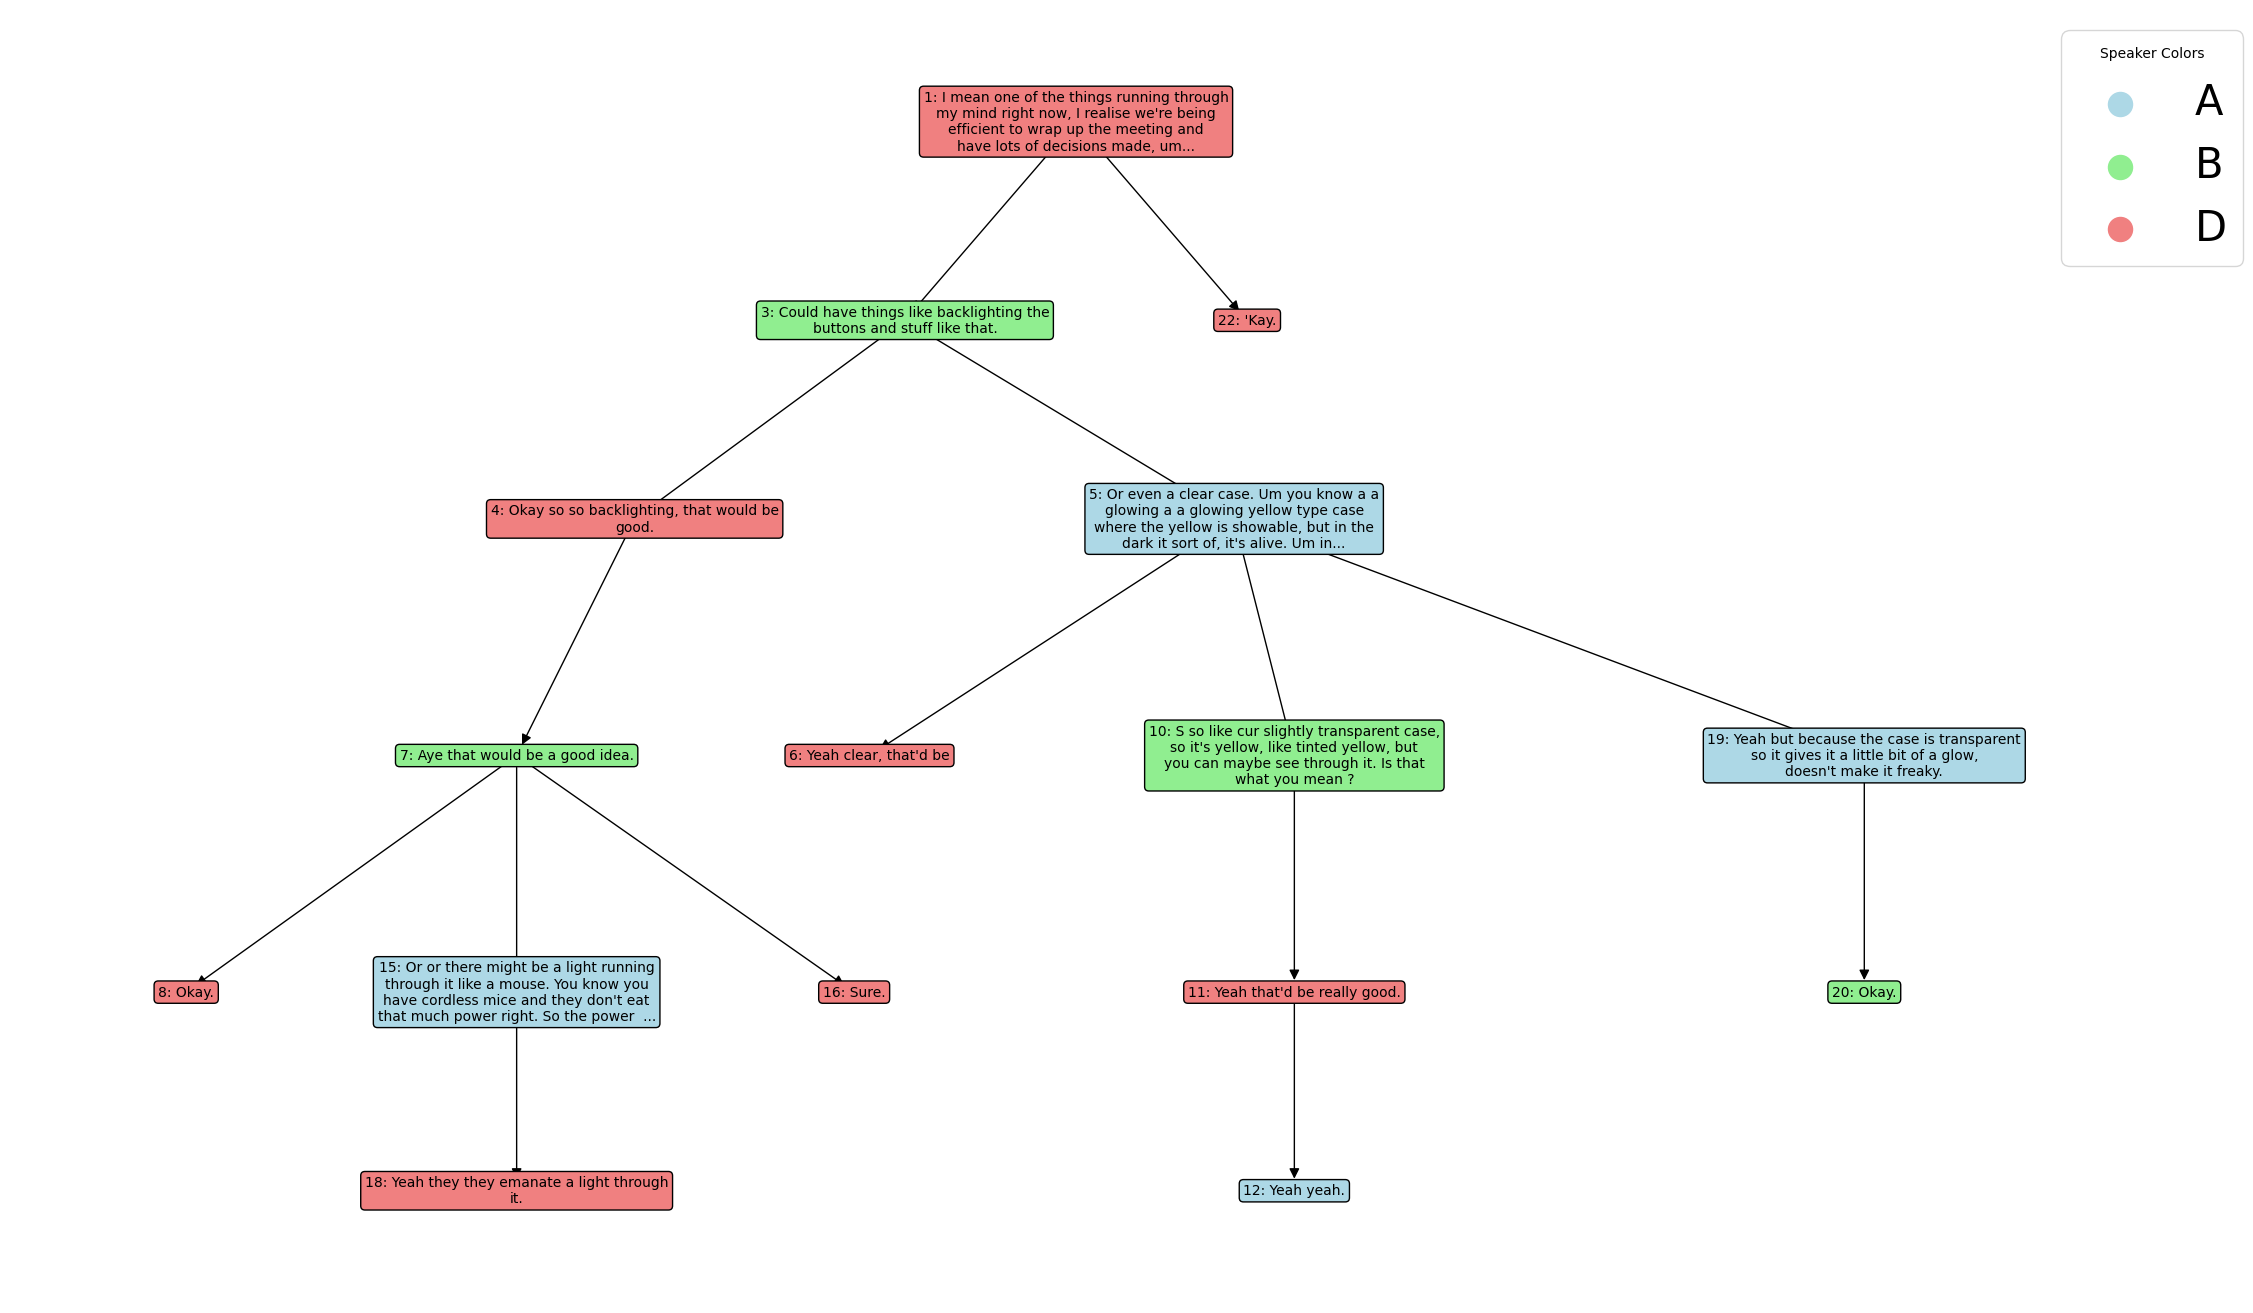 Speaker Colors
A
B
D
1: I mean one of the things running through
my mind right now, I realise we're being
efficient to wrap up the meeting and
have lots of decisions made, um...
3: Could have things like backlighting the
buttons and stuff like that.
22: 'Kay.
4: Okay so so backlighting, that would be
good.
5: Or even a clear case. Um you know a a
glowing a a glowing yellow type case
where the yellow is showable, but in the
dark it sort of, it's alive. Um in...
7: Aye that would be a good idea.
6: Yeah clear, that'd be
10: S so like cur slightly transparent case,
so it's yellow, like tinted yellow, but
you can maybe see through it. Is that
what you mean ?
19: Yeah but because the case is transparent
so it gives it a little bit of a glow,
doesn't make it freaky.
8: Okay.
15: Or or there might be a light running
through it like a mouse. You know you
have cordless mice and they don't eat
that much power right. So the power  ...
16: Sure.
11: Yeah that'd be really good.
20: Okay.
18: Yeah they they emanate a light through
it.
12: Yeah yeah.